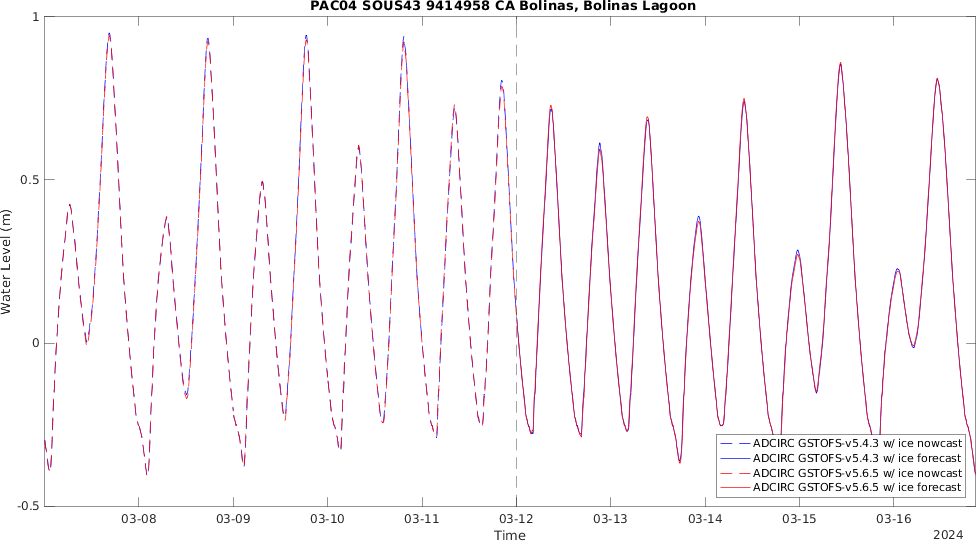 PAC04 SOUS43 9414958 CA Bolinas, Bolinas Lagoon
1
0.5
0
-0.5
Water Level (m)
03-08
03-09
03-10
03-11
03-12
03-13
03-14
03-15
03-16
Time
2024
ADCIRC GSTOFS-v5.4.3 w/ ice nowcast
ADCIRC GSTOFS-v5.4.3 w/ ice forecast
ADCIRC GSTOFS-v5.6.5 w/ ice nowcast
ADCIRC GSTOFS-v5.6.5 w/ ice forecast